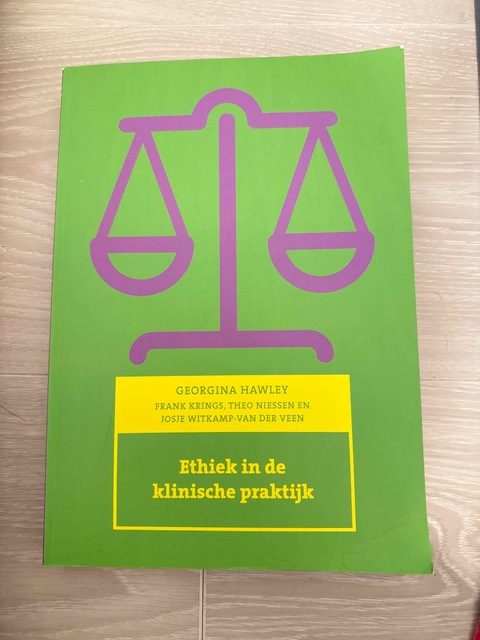 GEORGINA HAWLEY
FRANK KRINGS, THEO NIESSEN EN
JOSJE WITKAMP-VAN DER VEEN
Ethiek in de
klinische praktijk